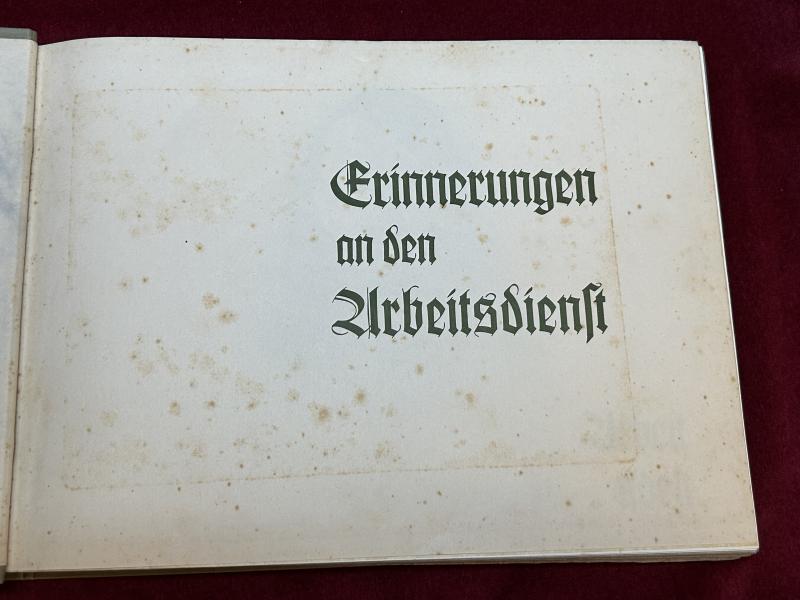 Erinnerungen
an den
Arbeitsdienst